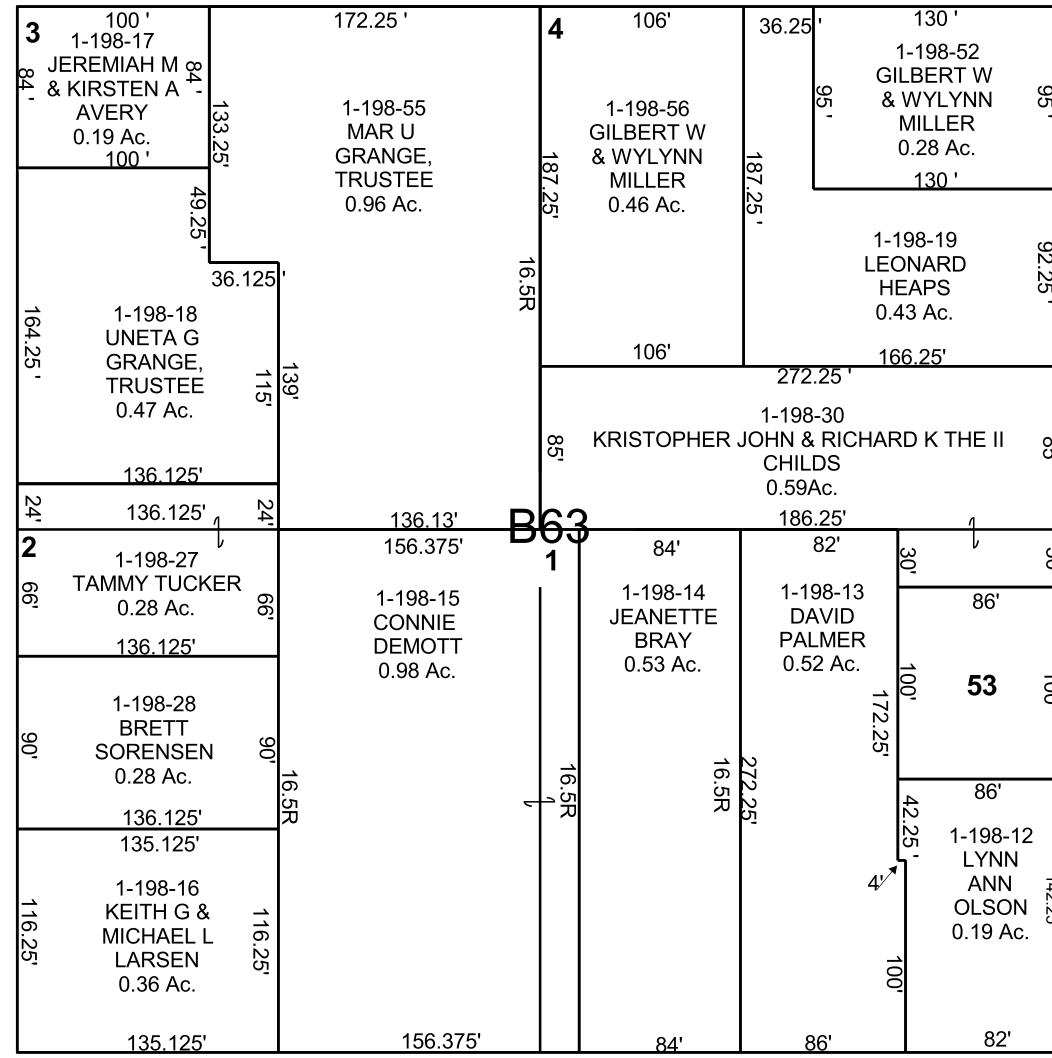 3
100 '
1-198-17
JEREMIAH M
& KIRSTEN A
AVERY
0.19 Ac.
84 '
84 '
100 '
172.25 '
133.25'
1-198-55
MAR U
GRANGE,
TRUSTEE
0.96 Ac.
4
106'
1-198-56
GILBERT W
& WYLYNN
MILLER
0.46 Ac.
187.25'
187.25 '
106'
36.25'
130 '
1-198-52
GILBERT W
& WYLYNN
MILLER
0.28 Ac.
95 '
95 '
130 '
49.25 '
36.125 '
16.5R
1-198-19
LEONARD
HEAPS
0.43 Ac.
92.25'
166.25'
164.25 '
1-198-18
UNETA G
GRANGE,
TRUSTEE
0.47 Ac.
115'
139'
136.125'
272.25 '
1-198-30
KRISTOPHER JOHN & RICHARD K THE II
CHILDS
0.59Ac.
85'
24'
136.125'
24'
136.13'
B63
186.25'
2
1-198-27
TAMMY TUCKER
0.28 Ac.
66'
66'
136.125'
156.375'
1-198-15
CONNIE
DEMOTT
0.98 Ac.
1
84'
1-198-14
JEANETTE
BRAY
0.53 Ac.
82'
1-198-13
DAVID
PALMER
0.52 Ac.
30'
86'
100'
53
172.25'
1-198-28
BRETT
SORENSEN
0.28 Ac.
90'
90'
136.125'
16.5R
16.5R
16.5R
272.25'
86'
42.25 '
4'
1-198-12
LYNN
ANN
OLSON
0.19 Ac.
135.125'
1-198-16
KEITH G &
MICHAEL L
LARSEN
0.36 Ac.
116.25'
116.25'
100'
135.125'
156.375'
84'
86'
82'